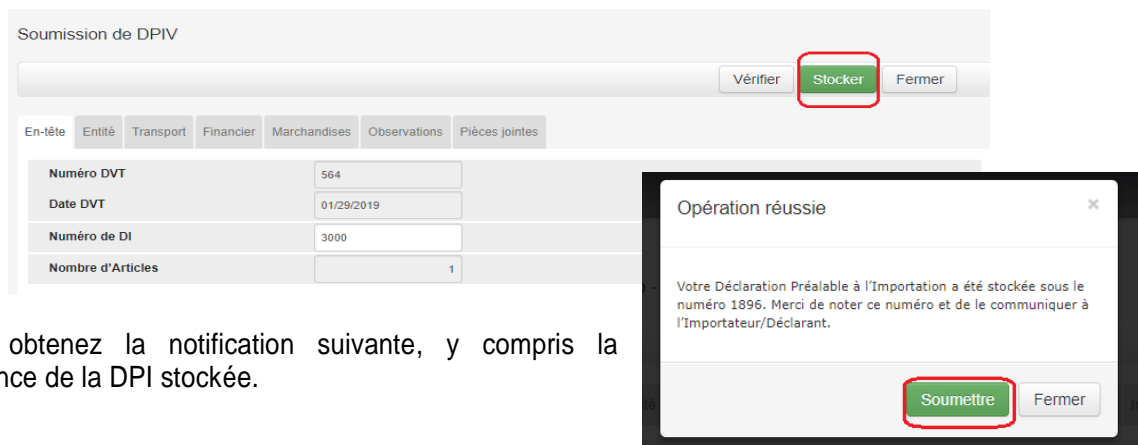 Soumission de DPIV
Vérifier Stocker Fermer
En-tête Entité Transport Financier Marchandises Observations Pièces jointes
Numéro DVT 564
Date DVT 01/29/2019
Numéro de DI 3000
Nombre d'Articles 1
Opération réussie ×
Votre Déclaration Préalable à l'Importation a été stockée sous le
numéro 1896. Merci de noter ce numéro et de le communiquer à
l'Importateur/Déclarant.
Soumettre Fermer
obtenez la notification suivante, y compris la
de la DPI stockée.